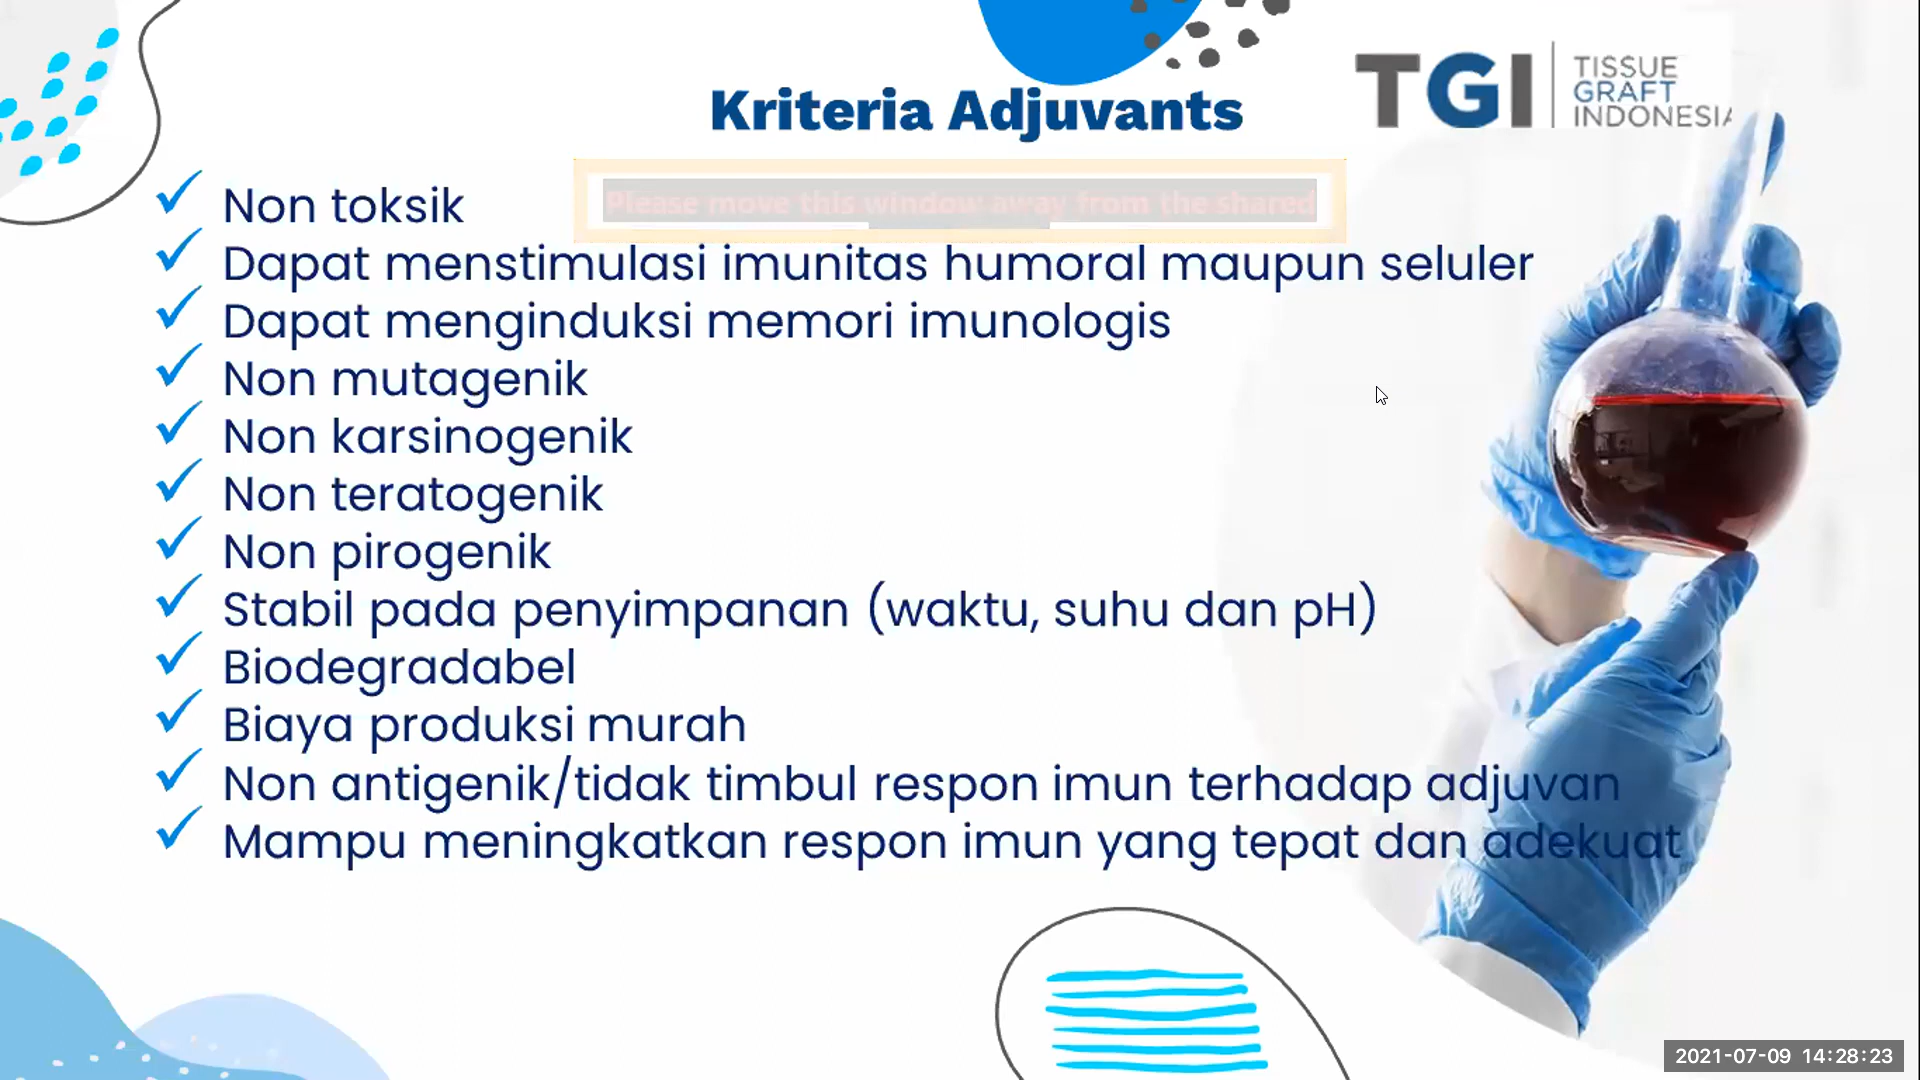 Kriteria Adjuvants
TGI
TISSUE
GRAFT
INDONESIA
Please move this window away from the shared
Non toksik
Dapat menstimulasi imunitas humoral maupun seluler
Dapat menginduksi memori imunologis
Non mutagenik
Non karsinogenik
Non teratogenik
Non pirogenik
Stabil pada penyimpanan (waktu, suhu dan pH)
Biodegradabel
Biaya produksi murah
Non antigenik/tidak timbul respon imun terhadap adjuvan
Mampu meningkatkan respon imun yang tepat dan adekuat
2021-07-09 14:28:23